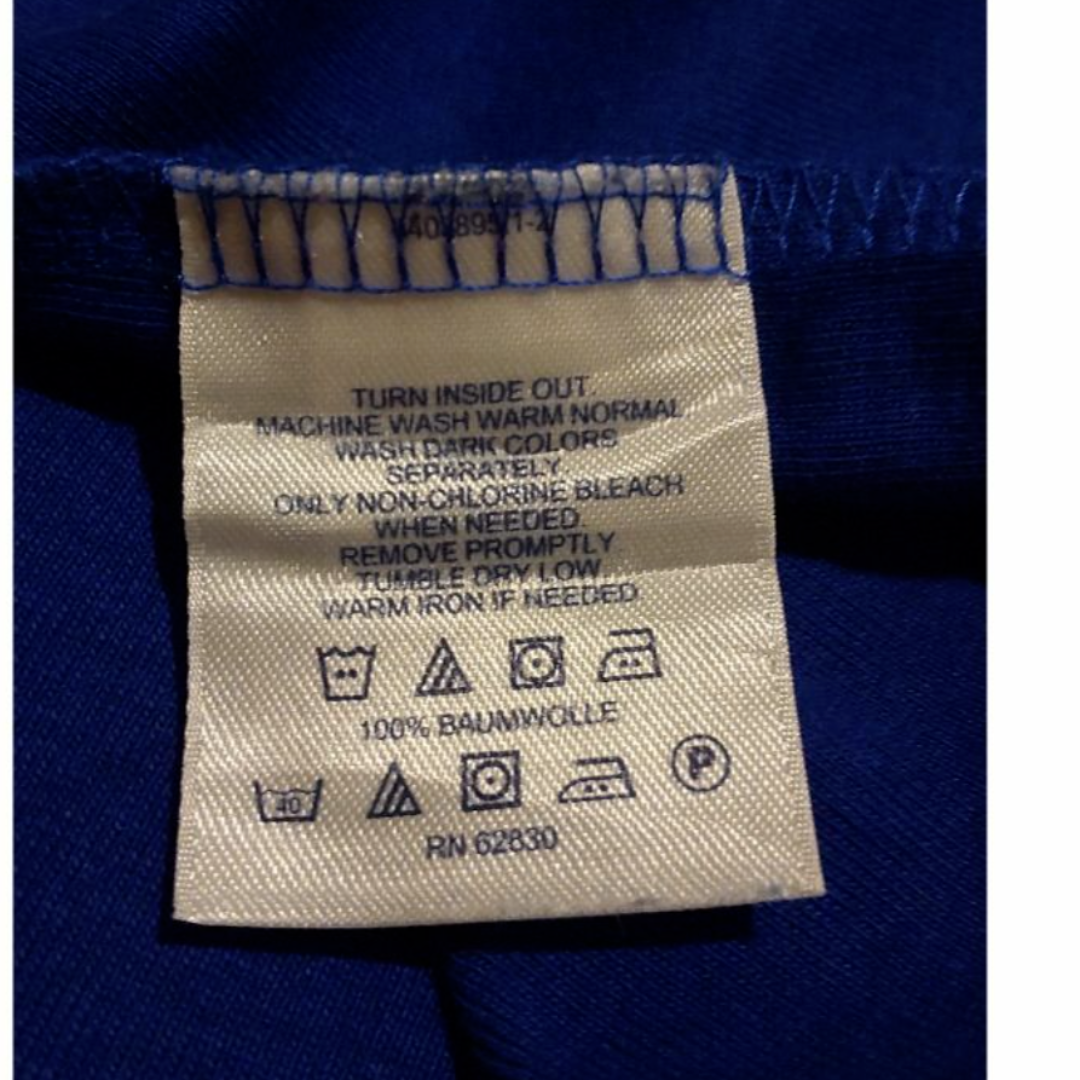 TURN INSIDE OUT
MACHINE WASH WARM NORMAL
WASH DARK COLORS
SEPARATELY
ONLY NON-CHLORINE BLEACH
WHEN NEEDED
REMOVE PROMPTLY
TUMBLE DRY LOW
WARM IRON IF NEEDED
100% BAUMWOLLE
40
P
RN 62830